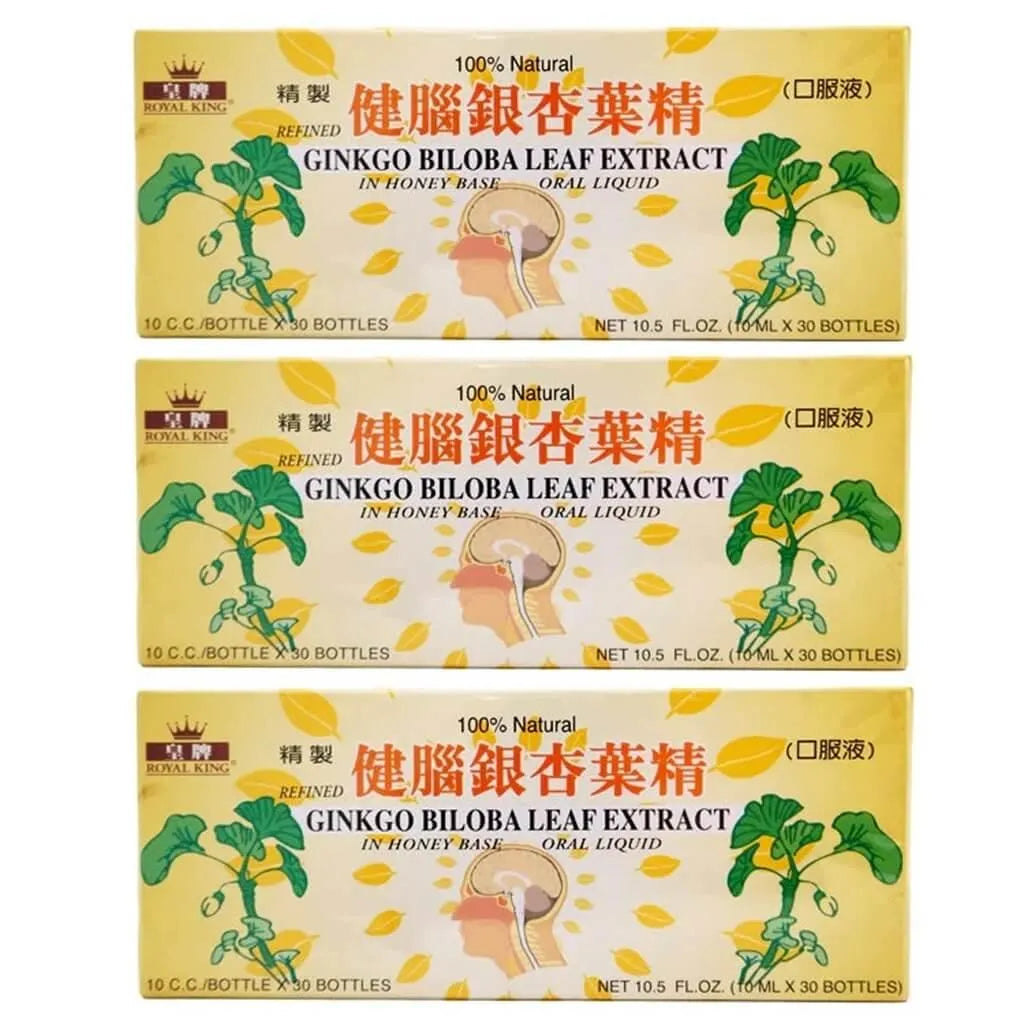 100% Natural
皇牌
ROYAL KING®
精製
健腦銀杏葉精
(口服液)
REFINED
GINKGO BILOBA LEAF EXTRACT
IN HONEY BASE ORAL LIQUID
10 C.C./BOTTLE X 30 BOTTLES
NET 10.5 FL.OZ. (10 ML X 30 BOTTLES)
100% Natural
皇牌
ROYAL KING®
精製
健腦銀杏葉精
(口服液)
REFINED
GINKGO BILOBA LEAF EXTRACT
IN HONEY BASE ORAL LIQUID
10 C.C./BOTTLE X 30 BOTTLES
NET 10.5 FL.OZ. (10 ML X 30 BOTTLES)
100% Natural
皇牌
ROYAL KING®
精製
健腦銀杏葉精
(口服液)
REFINED
GINKGO BILOBA LEAF EXTRACT
IN HONEY BASE ORAL LIQUID
10 C.C./BOTTLE X 30 BOTTLES
NET 10.5 FL.OZ. (10 ML X 30 BOTTLES)